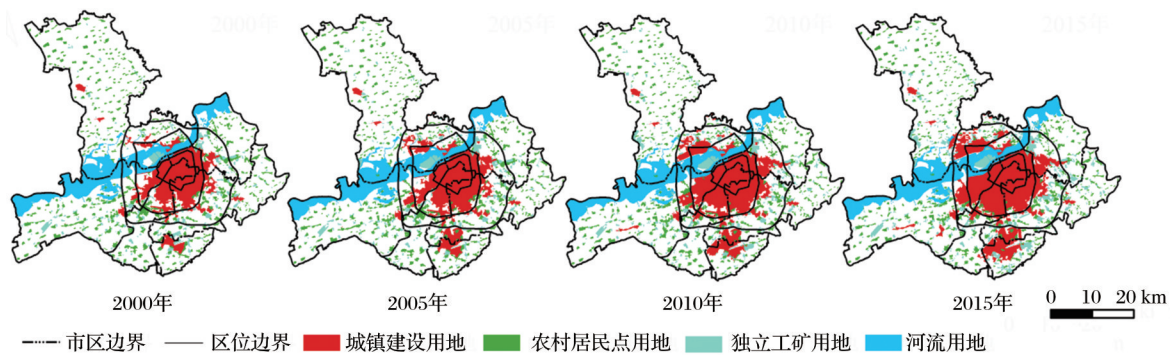 2000年 2005年 2010年 2015年
0 10 20 km
市区边界 区位边界 城镇建设用地 农村居民点用地 独立工矿用地 河流用地